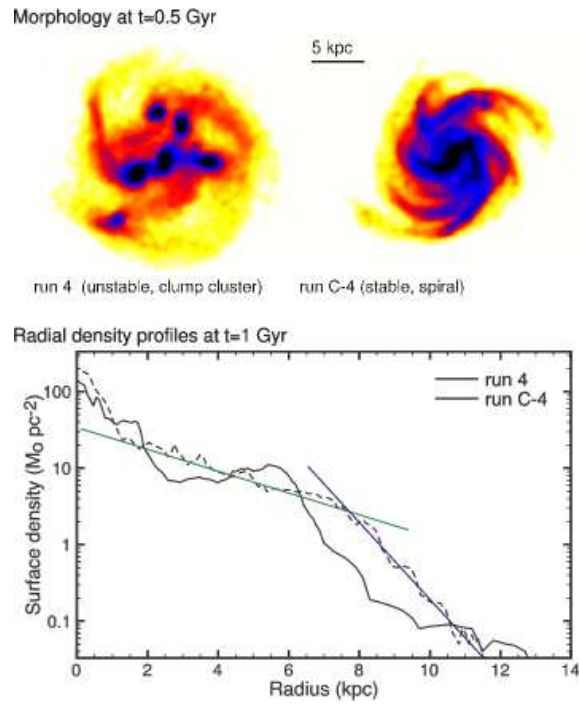 Morphology at t=0.5 Gyr
5 kpc
run 4 (unstable, clump cluster)
run C-4 (stable, spiral)
Radial density profiles at t=1 Gyr
run 4
run C-4
Surface density (M⊙ pc⁻²)
100
10
1
0.1
0 2 4 6 8 10 12 14
Radius (kpc)